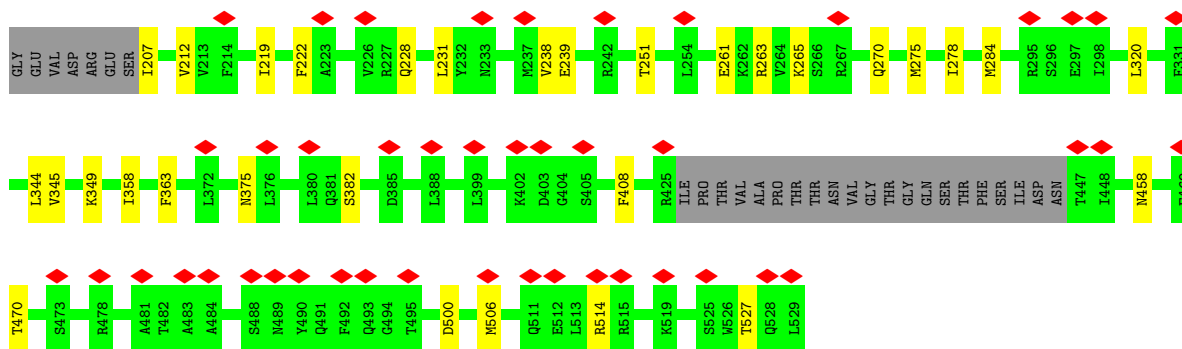 GLY GLU VAL ASP ARG GLU SER I207 V212 V213 F214 I219 F222 A223 V226 R227 Q228 L231 Y232 N233 M237 V238 E239 R242 T251 L254 E261 K262 R263 V264 K265 S266 R267 Q270 M275 I278 M284 R295 S296 E297 I298 L320 E331
L344 V345 K349 I358 F363 L372 N375 L376 L380 Q381 S382 D385 L388 L399 K402 D403 G404 S405 F408 R425 ILE PRO THR VAL ALA PRO THR THR ASN VAL GLY THR GLY GLN SER THR PHE SER ILE ASP ASN T447 I448 N458
T470 S473 R478 A481 T482 A483 A484 S488 N489 Y490 Q491 F492 Q493 G494 T495 D500 M506 Q511 E512 L513 R514 R515 K519 S525 W526 T527 Q528 L529